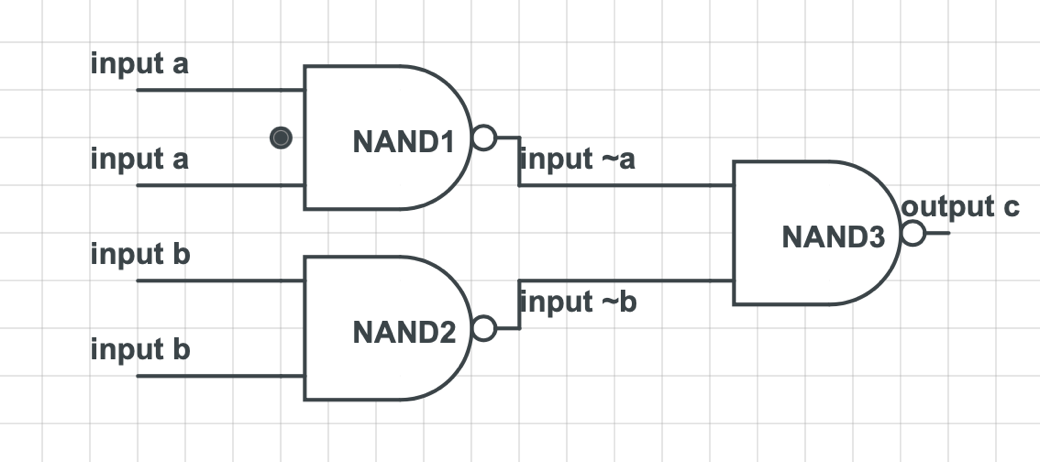 input a
NAND1
input a
input ~a
output c
NAND3
input b
input ~b
NAND2
input b